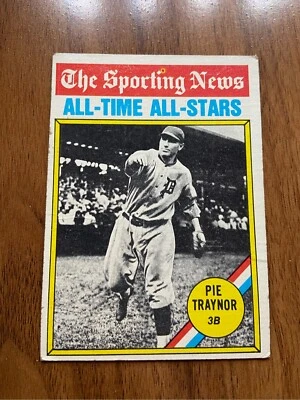 The Sporting News
ALL-TIME ALL-STARS
PIE
TRAYNOR
3B